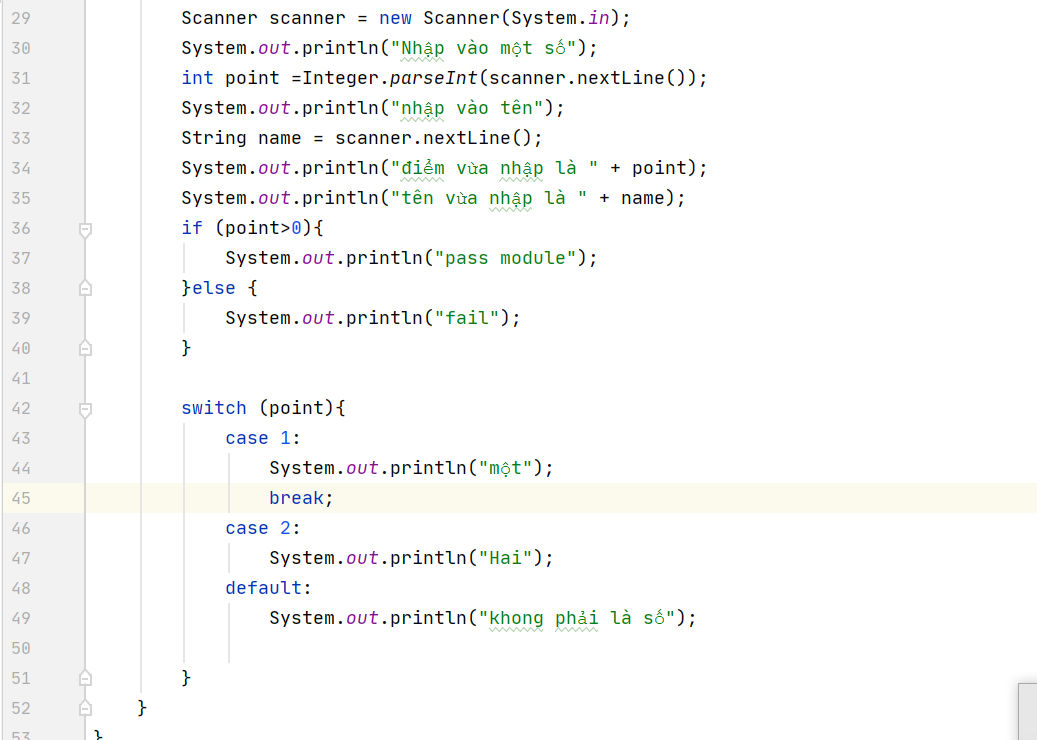 29 Scanner scanner = new Scanner(System.in);
30 System.out.println("Nhập vào một số");
31 int point =Integer.parseInt(scanner.nextLine());
32 System.out.println("nhập vào tên");
33 String name = scanner.nextLine();
34 System.out.println("điểm vừa nhập là " + point);
35 System.out.println("tên vừa nhập là " + name);
36 if (point>0){
37 System.out.println("pass module");
38 }else {
39 System.out.println("fail");
40 }
41
42 switch (point){
43 case 1:
44 System.out.println("một");
45 break;
46 case 2:
47 System.out.println("Hai");
48 default:
49 System.out.println("khong phải là số");
50
51 }
52 }
53 }